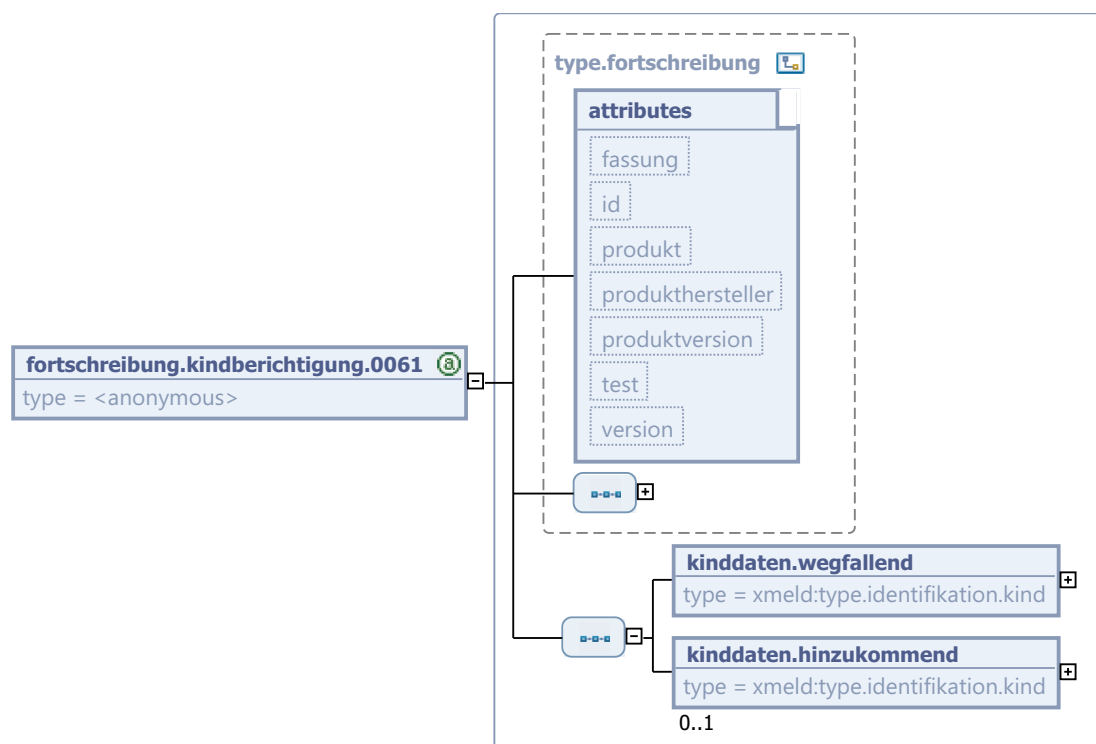 type.fortschreibung
attributes
fassung
id
produkt
produkthersteller
produktversion
test
version
fortschreibung.kindberichtigung.0061 @
type = <anonymous>
kinddaten.wegfallend
type = xmeld:type.identifikation.kind
kinddaten.hinzukommend
type = xmeld:type.identifikation.kind
0..1